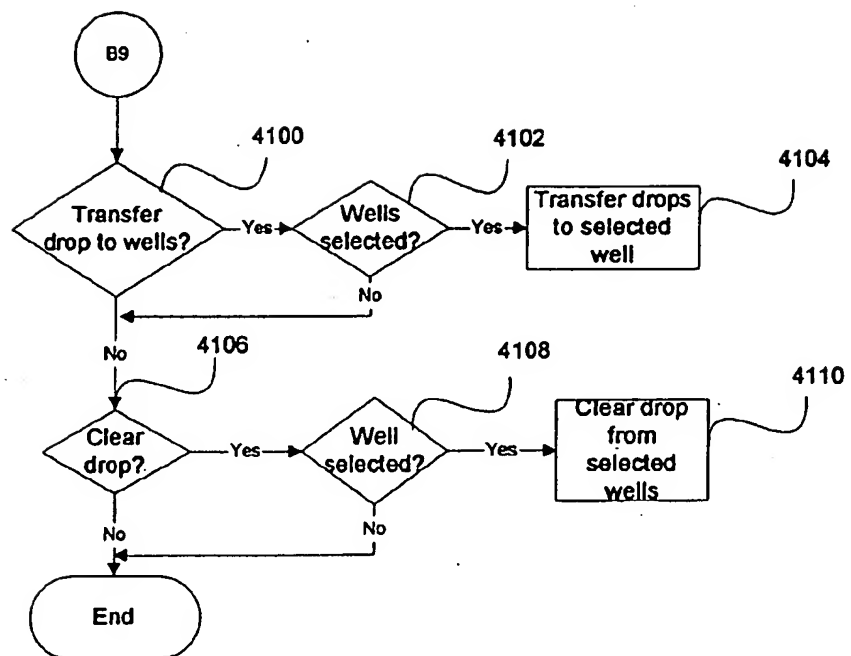 B9
4100
4102
4104
Transfer
drop to wells?
Yes
Wells
selected?
Yes
Transfer drops
to selected
well
No
No
4106
4108
4110
Clear
drop?
Yes
Well
selected?
Yes
Clear drop
from
selected
wells
No
No
End